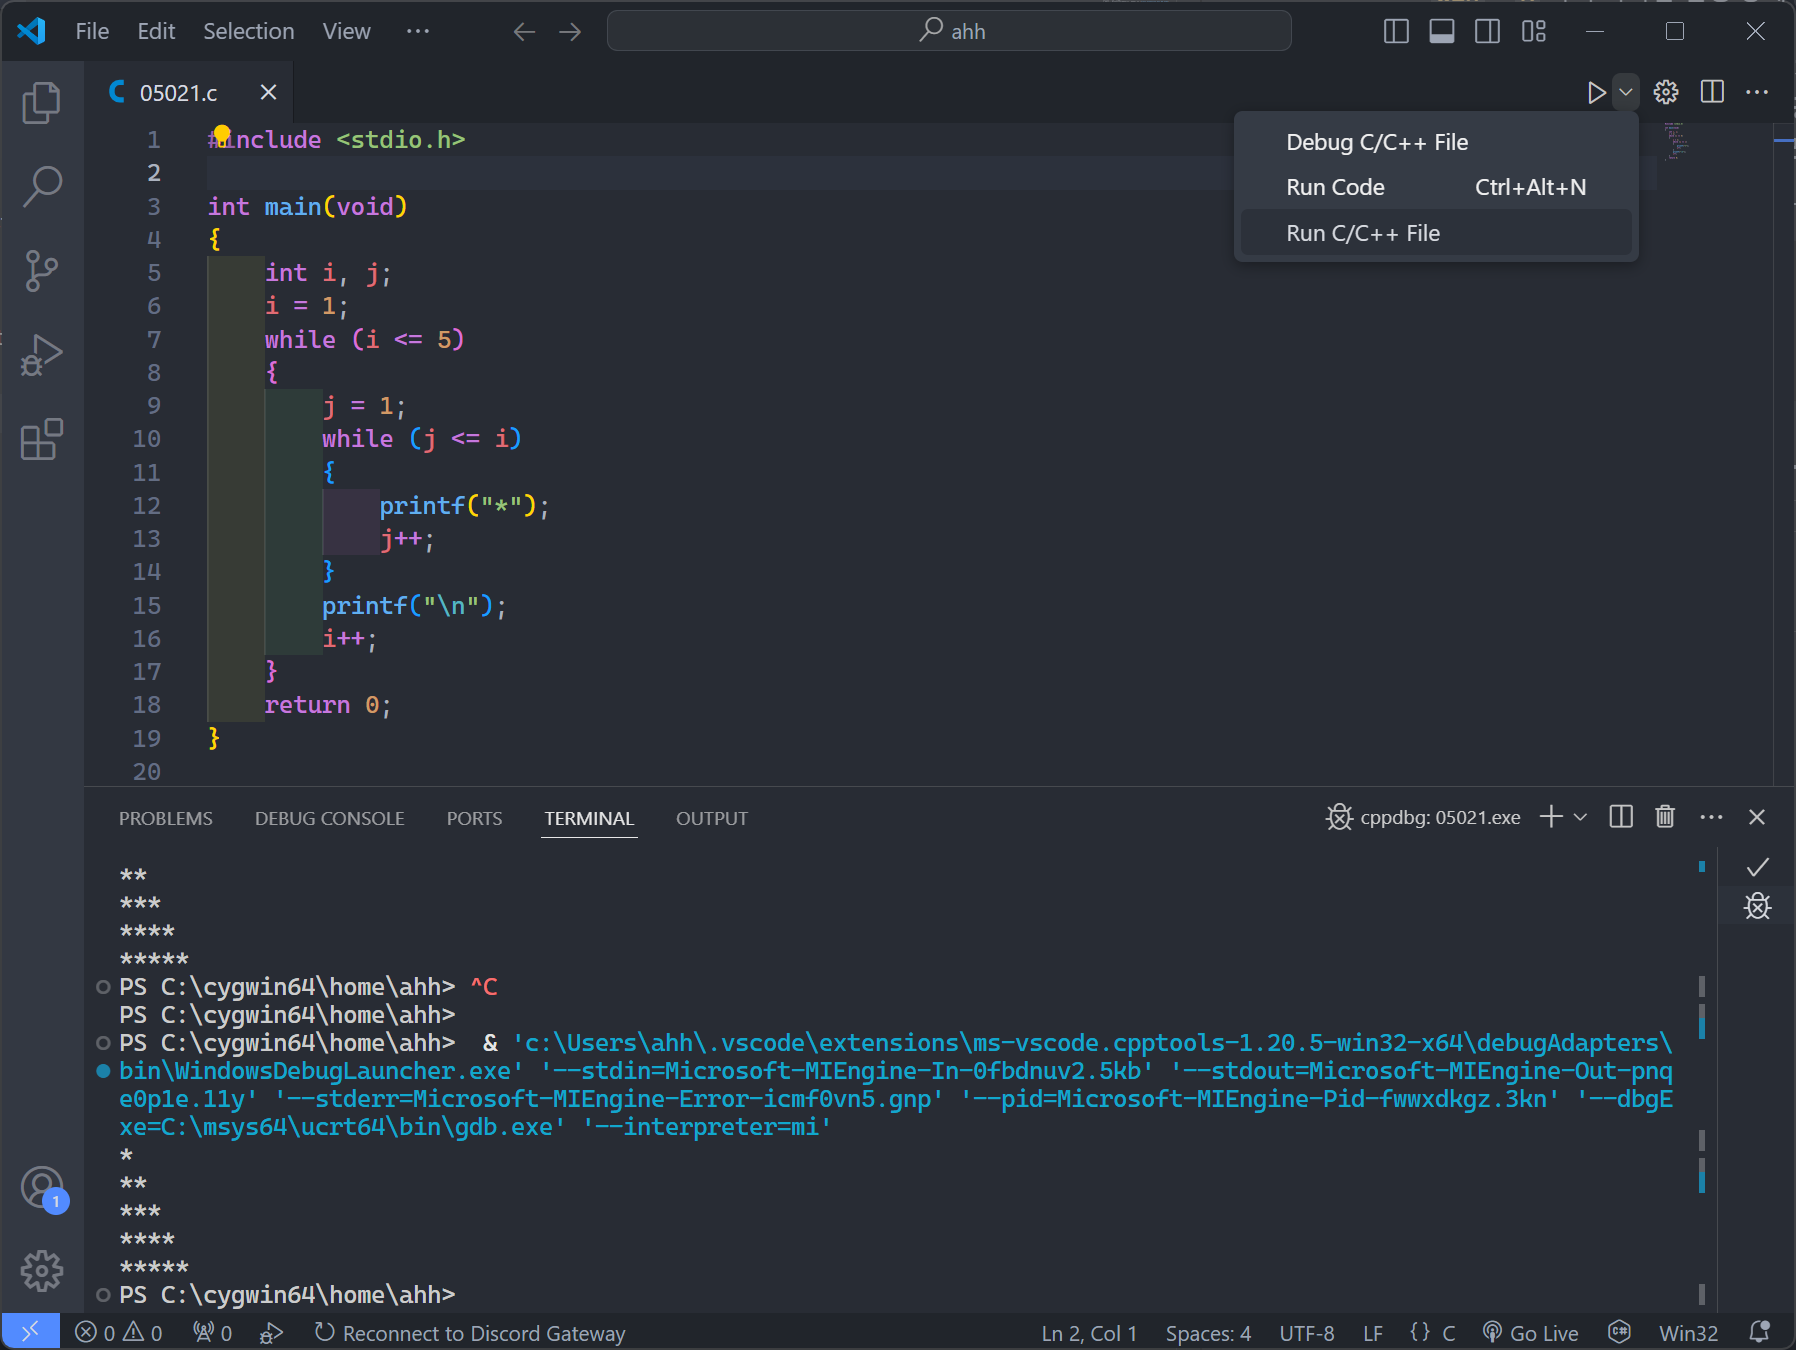 File Edit Selection View ··· ahh
05021.c
Debug C/C++ File
Run Code Ctrl+Alt+N
Run C/C++ File
1 #include <stdio.h>
2
3 int main(void)
4 {
5 int i, j;
6 i = 1;
7 while (i <= 5)
8 {
9 j = 1;
10 while (j <= i)
11 {
12 printf("*");
13 j++;
14 }
15 printf("\n");
16 i++;
17 }
18 return 0;
19 }
20
PROBLEMS DEBUG CONSOLE PORTS TERMINAL OUTPUT cppdbg: 05021.exe
**
***
****
*****
PS C:\cygwin64\home\ahh> ^C
PS C:\cygwin64\home\ahh>
PS C:\cygwin64\home\ahh> & 'c:\Users\ahh\.vscode\extensions\ms-vscode.cpptools-1.20.5-win32-x64\debugAdapters\
bin\WindowsDebugLauncher.exe' '--stdin=Microsoft-MIEngine-In-0fbdnuv2.5kb' '--stdout=Microsoft-MIEngine-Out-pnq
e0p1e.11y' '--stderr=Microsoft-MIEngine-Error-icmf0vn5.gnp' '--pid=Microsoft-MIEngine-Pid-fwwxdkgz.3kn' '--dbgE
xe=C:\msys64\ucrt64\bin\gdb.exe' '--interpreter=mi'
*
**
***
****
*****
PS C:\cygwin64\home\ahh>
1
0 0 0 Reconnect to Discord Gateway Ln 2, Col 1 Spaces: 4 UTF-8 LF {} C Go Live C# Win32